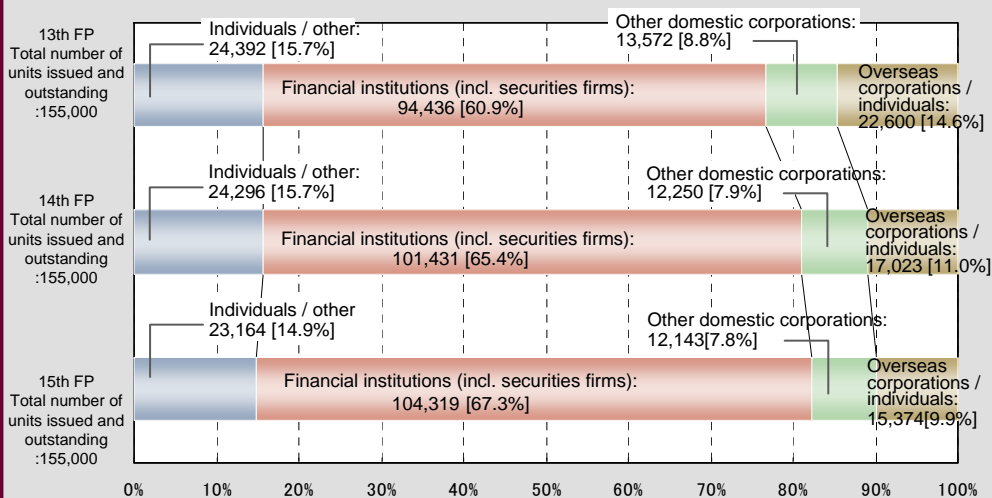 13th FP
Total number of
units issued and
outstanding
:155,000
Individuals / other:
24,392 [15.7%]
Financial institutions (incl. securities firms):
94,436 [60.9%]
Other domestic corporations:
13,572 [8.8%]
Overseas
corporations /
individuals:
22,600 [14.6%]
14th FP
Total number of
units issued and
outstanding
:155,000
Individuals / other:
24,296 [15.7%]
Financial institutions (incl. securities firms):
101,431 [65.4%]
Other domestic corporations:
12,250 [7.9%]
Overseas
corporations /
individuals:
17,023 [11.0%]
15th FP
Total number of
units issued and
outstanding
:155,000
Individuals / other
23,164 [14.9%]
Financial institutions (incl. securities firms):
104,319 [67.3%]
Other domestic corporations:
12,143[7.8%]
Overseas
corporations /
individuals:
15,374[9.9%]
0% 10% 20% 30% 40% 50% 60% 70% 80% 90% 100%